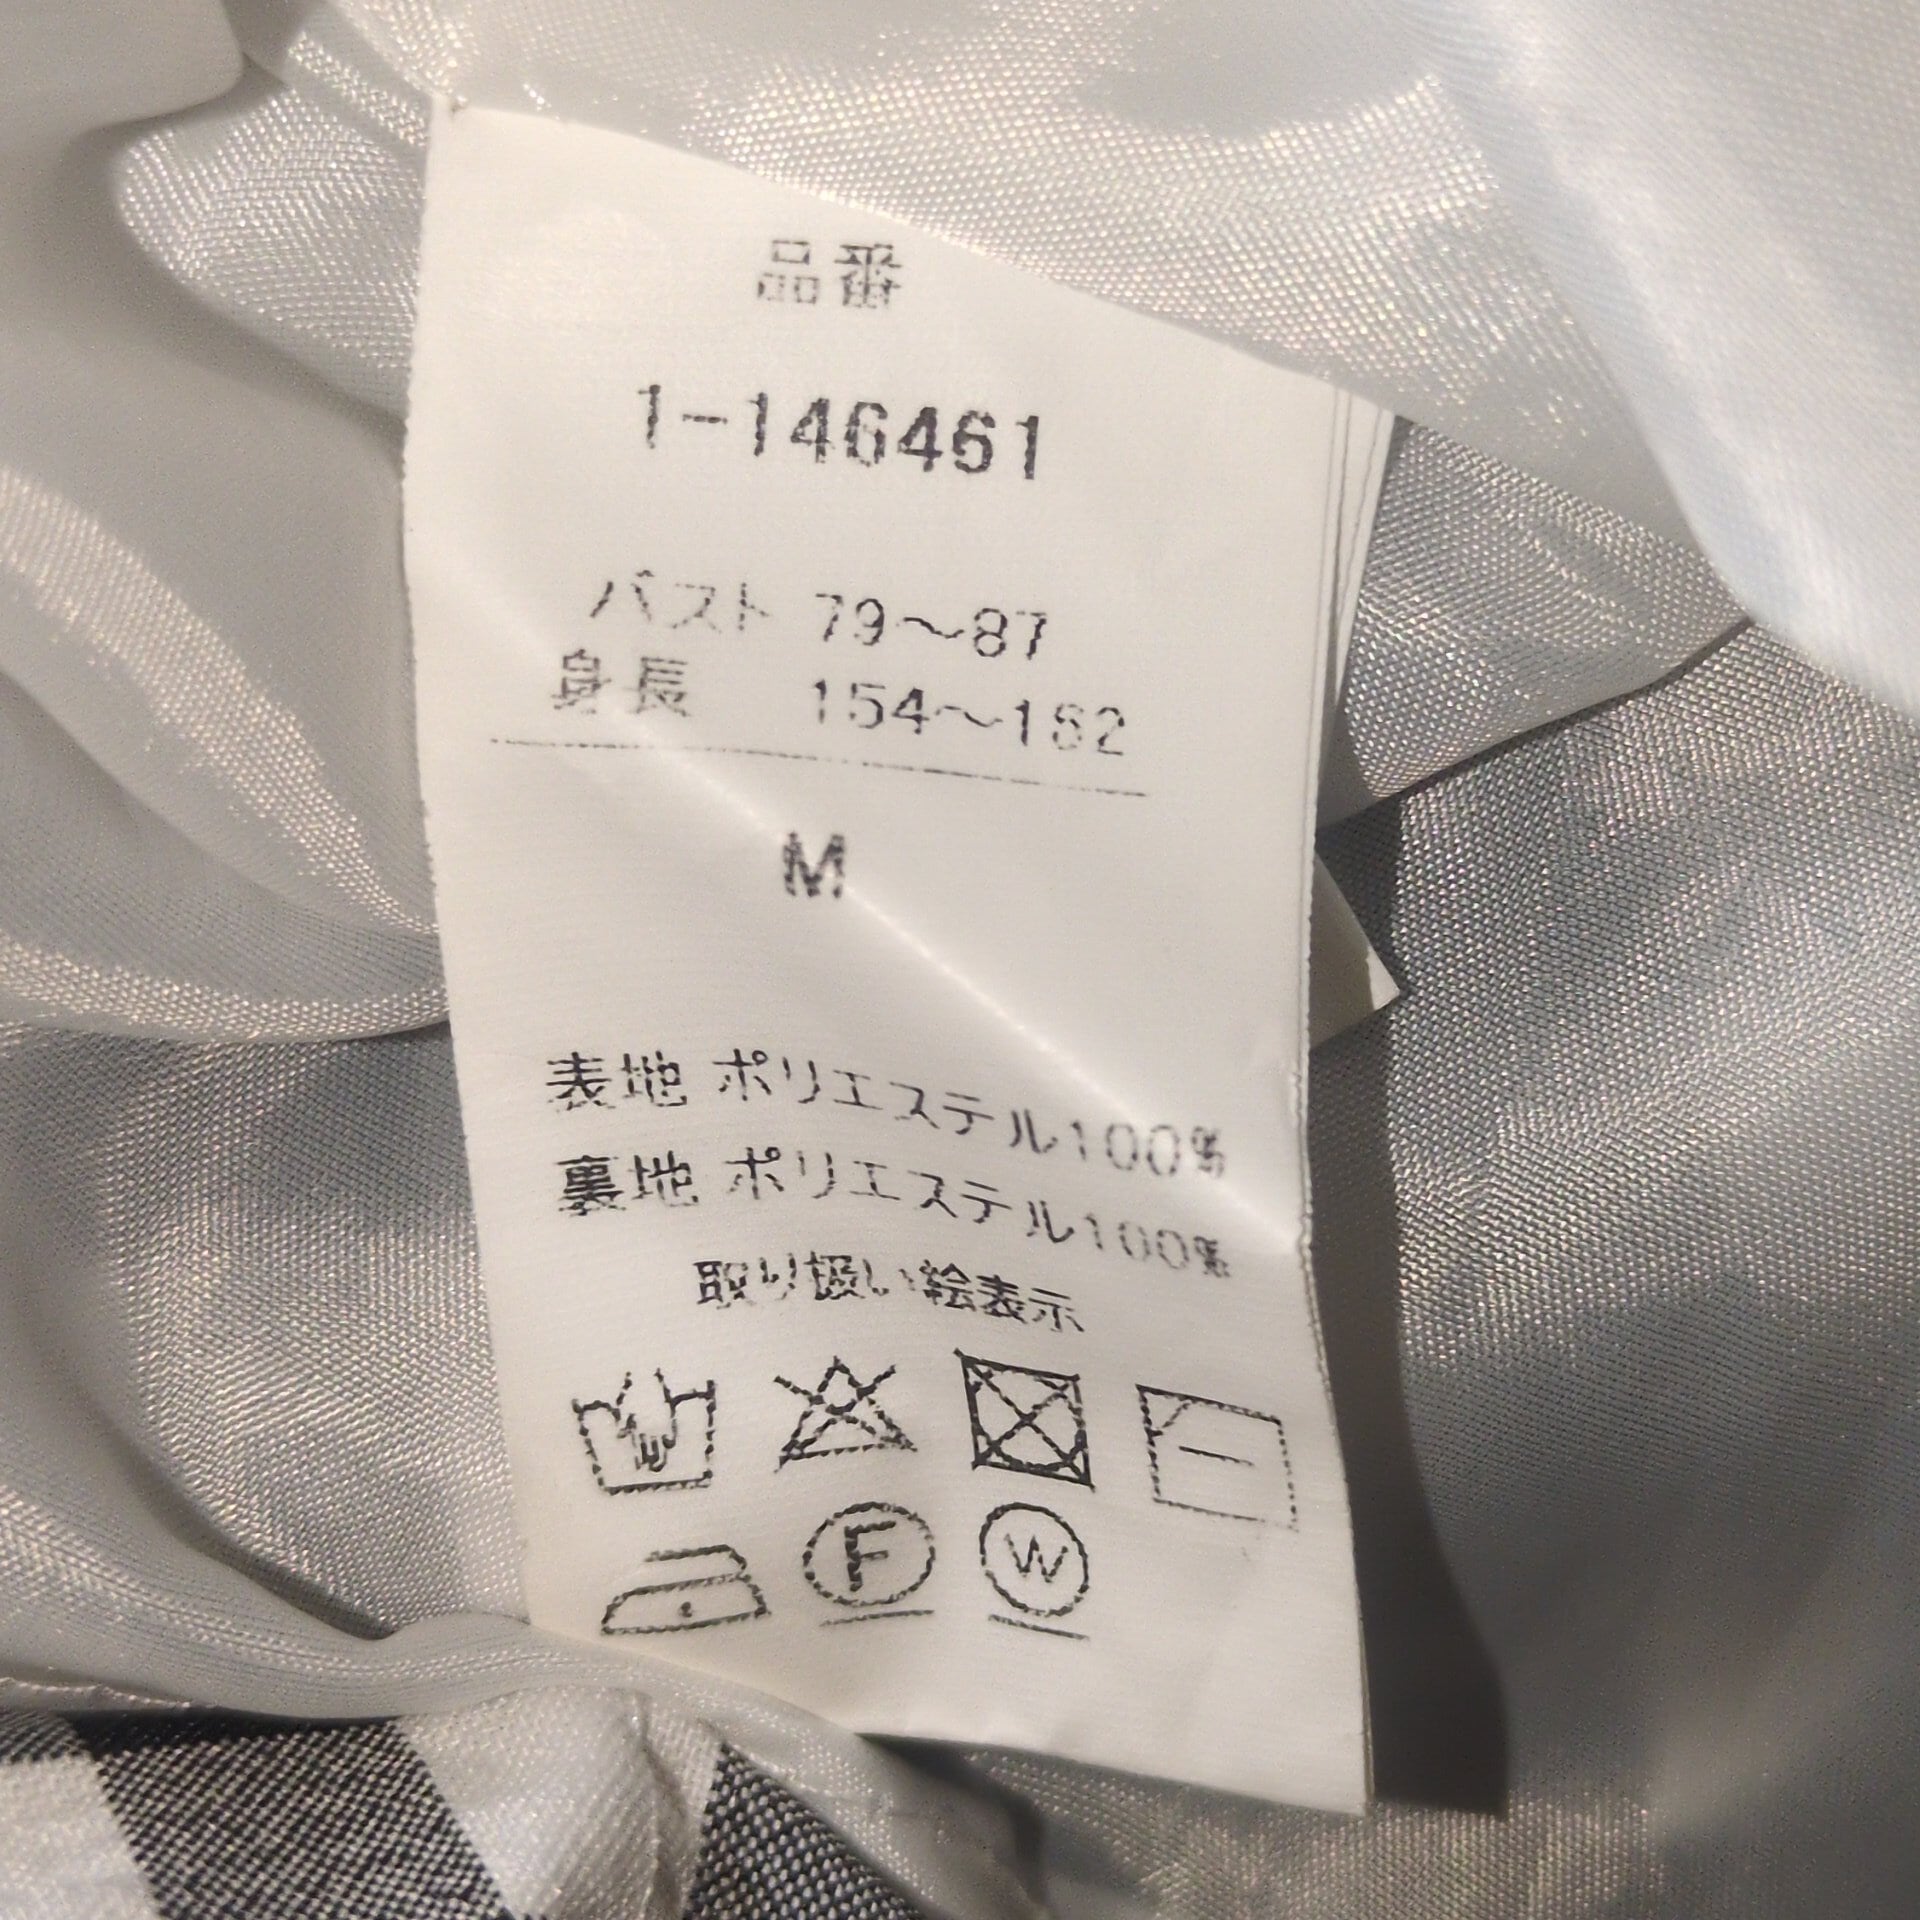 品番
1-146461
バスト 79〜87
身長 154〜162
M
表地 ポリエステル100%
裏地 ポリエステル100%
取り扱い絵表示
F W